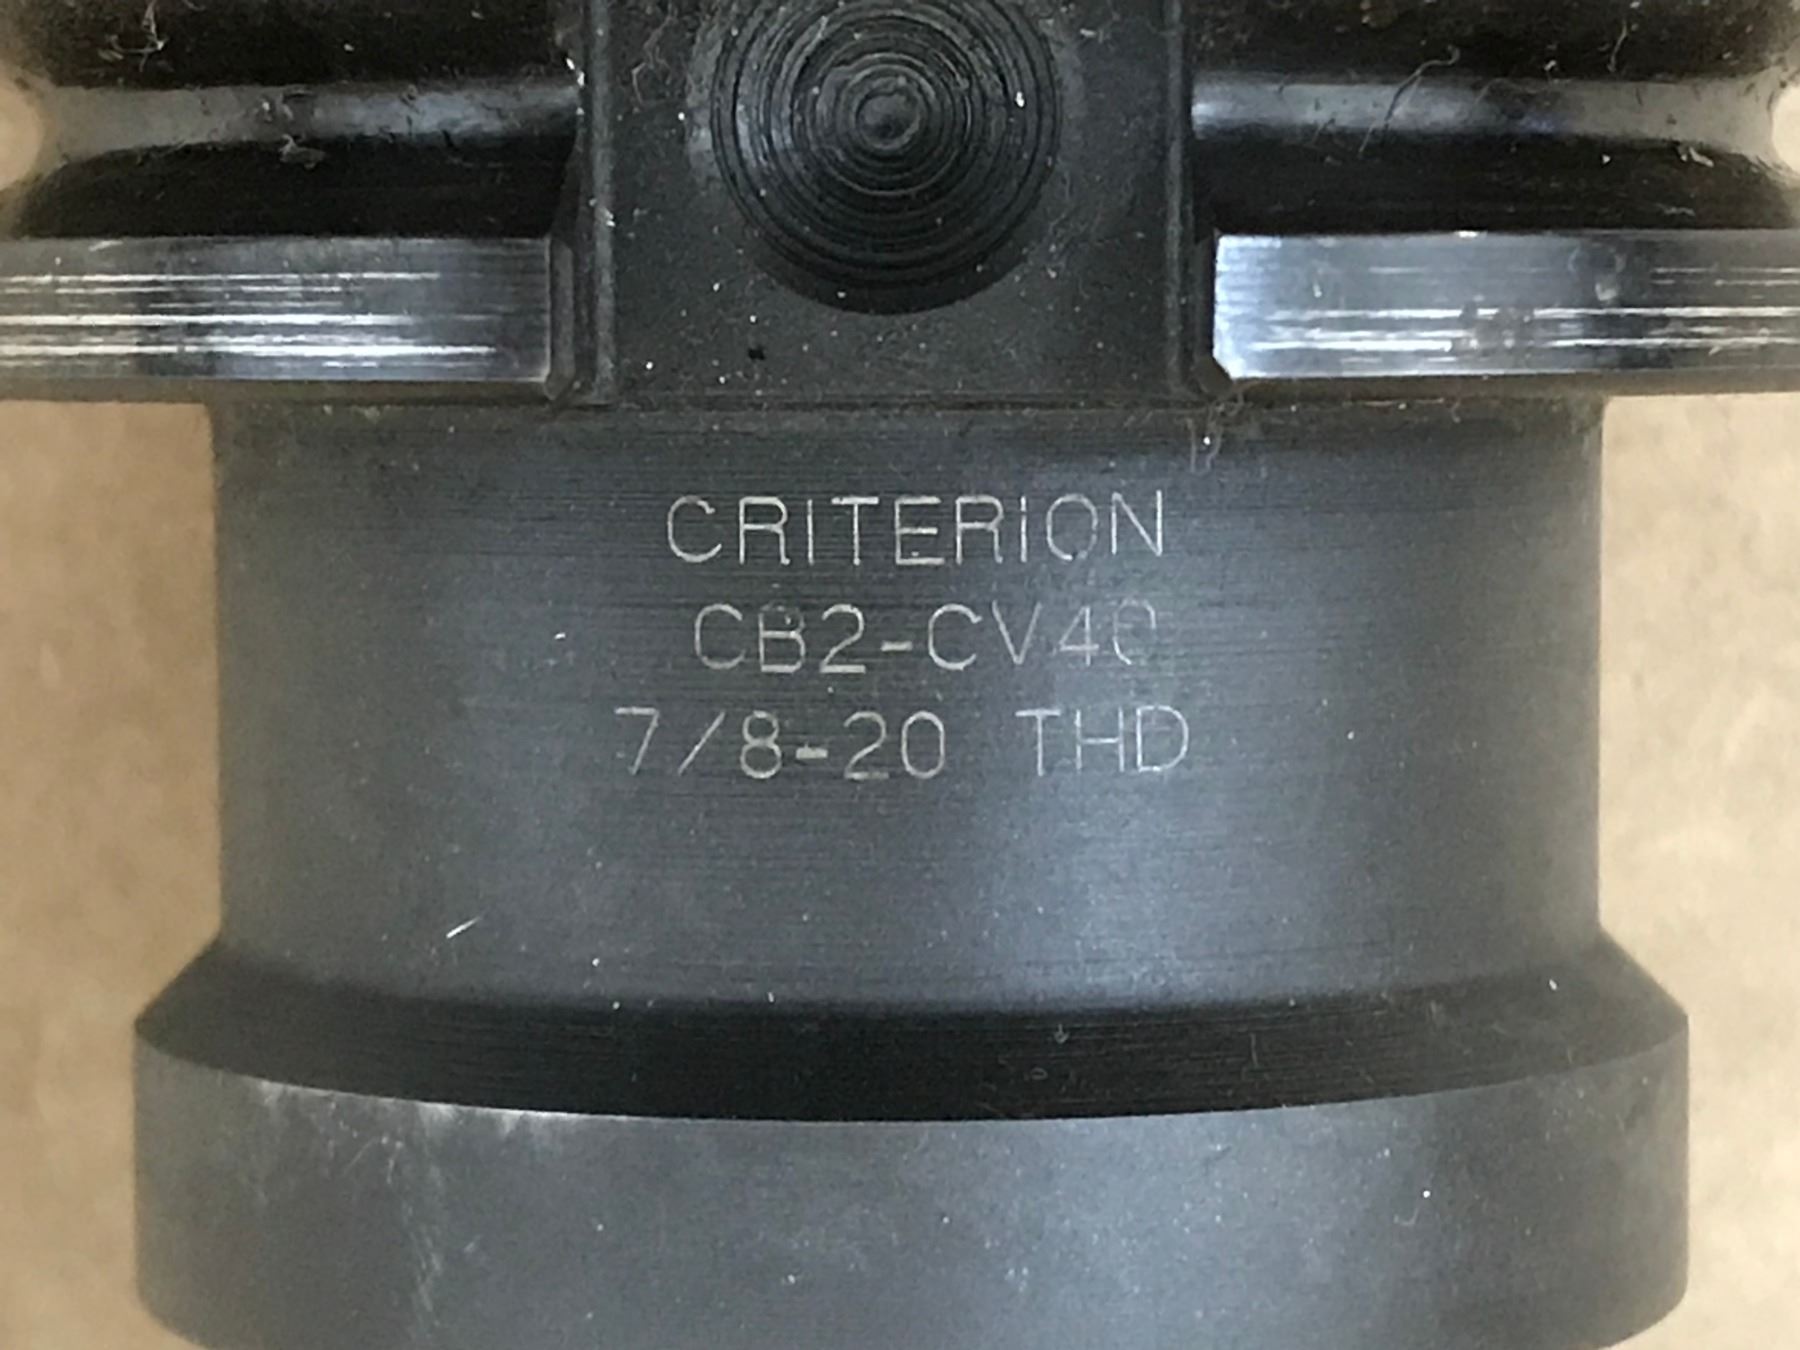 CRITERION
CB2-CV40
7/8-20 THD